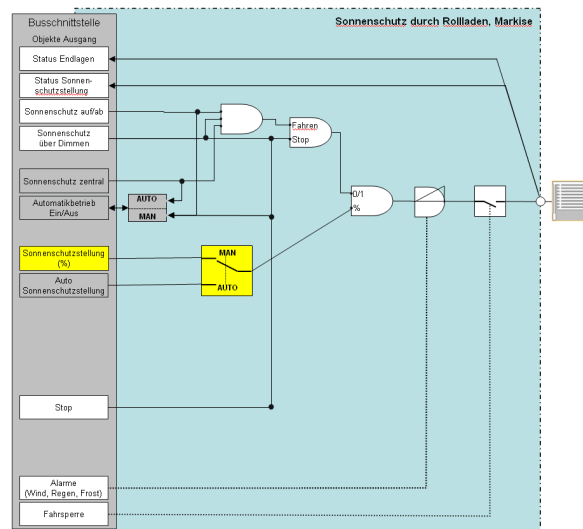 Sonnenschutz durch Rollladen, Markise
Busschnittstelle
Objekte Ausgang
Status Endlagen
Status Sonnen-
schutzstellung
Sonnenschutz auf/ab
Sonnenschutz
über Dimmen
Fahren
Stop
Sonnenschutz zentral
Automatikbetrieb
Ein/Aus
AUTO
MAN
0/1
%
Sonnenschutzstellung
(%)
Auto
Sonnenschutzstellung
MAN
AUTO
Stop
Alarme
(Wind, Regen, Frost)
Fahrsperre